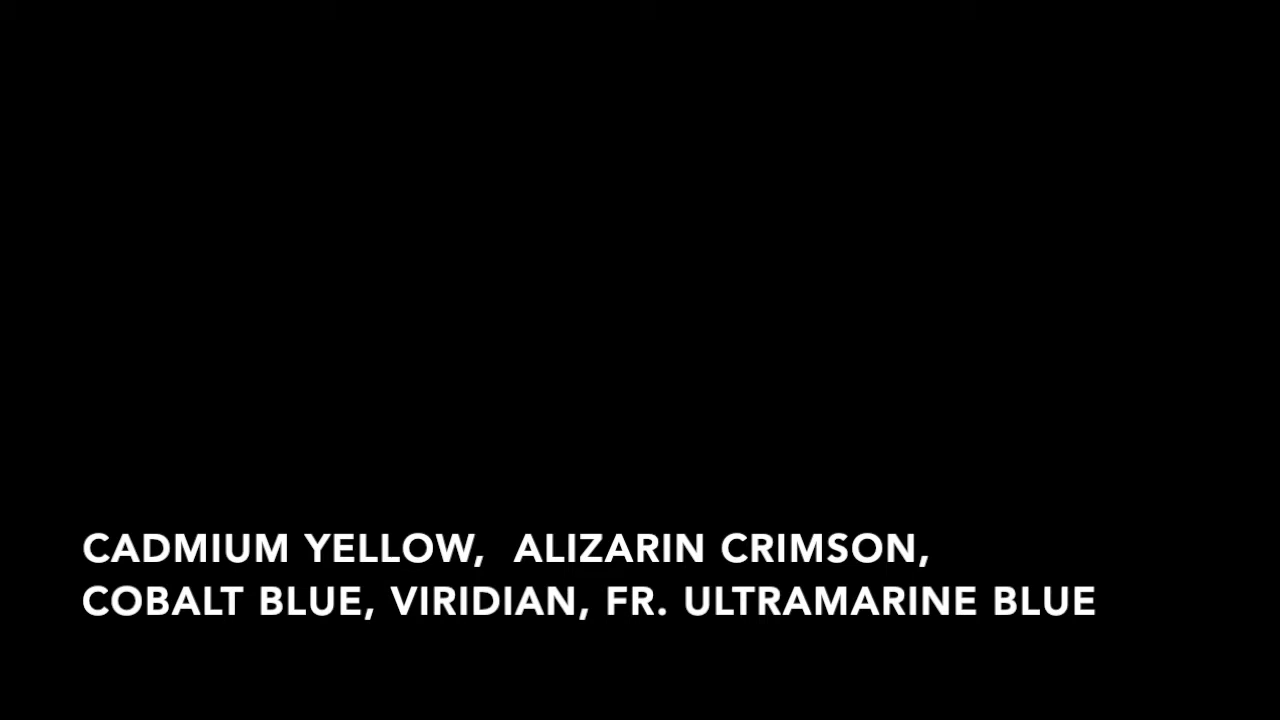 CADMIUM YELLOW,  ALIZARIN CRIMSON,
COBALT BLUE, VIRIDIAN, FR. ULTRAMARINE BLUE